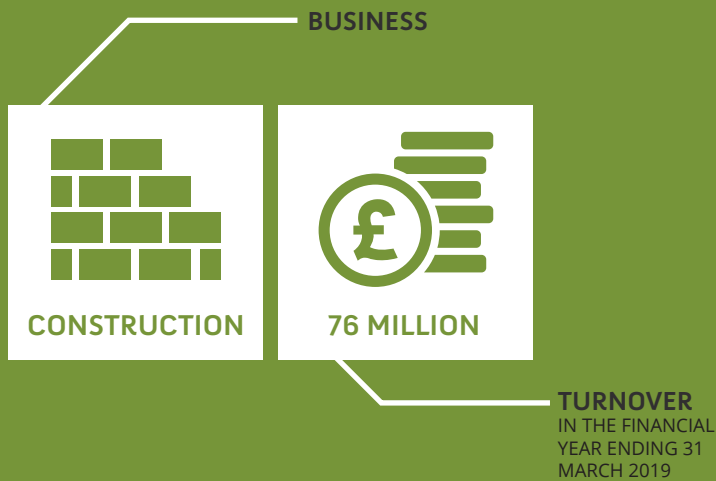 BUSINESS
CONSTRUCTION
£
76 MILLION
TURNOVER
IN THE FINANCIAL
YEAR ENDING 31
MARCH 2019